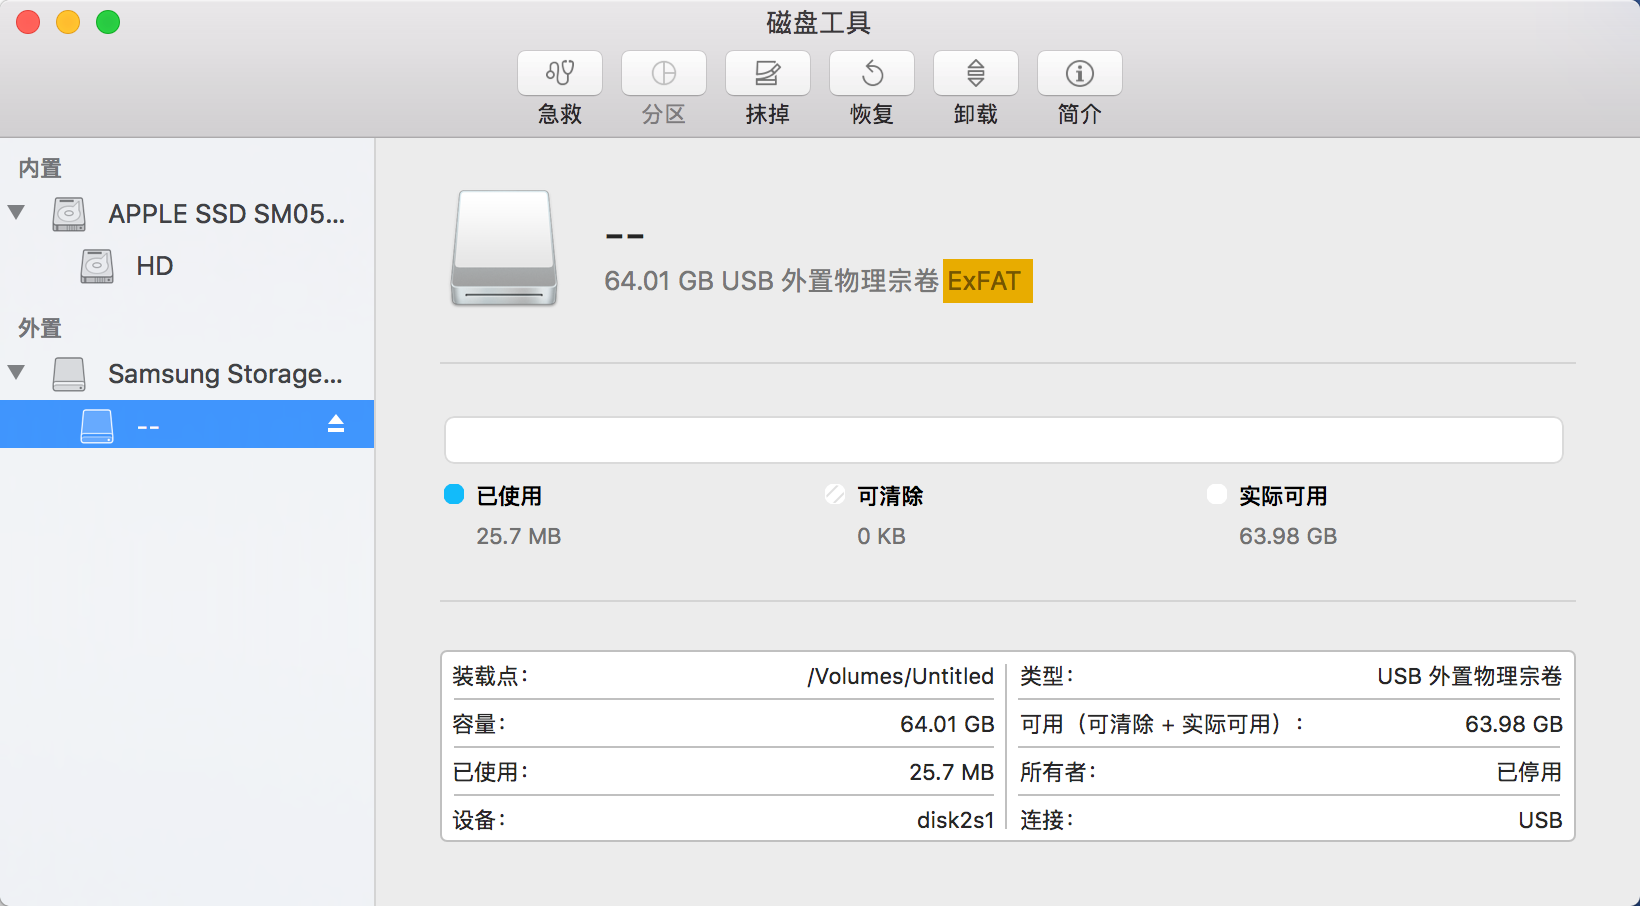 磁盘工具
急救 分区 抹掉 恢复 卸载 简介
内置
APPLE SSD SM05...
HD
外置
Samsung Storage...
--
--
64.01 GB USB 外置物理宗卷 ExFAT
已使用 可清除 实际可用
25.7 MB 0 KB 63.98 GB
装载点： /Volumes/Untitled 类型： USB 外置物理宗卷
容量： 64.01 GB 可用（可清除 + 实际可用）： 63.98 GB
已使用： 25.7 MB 所有者： 已停用
设备： disk2s1 连接： USB